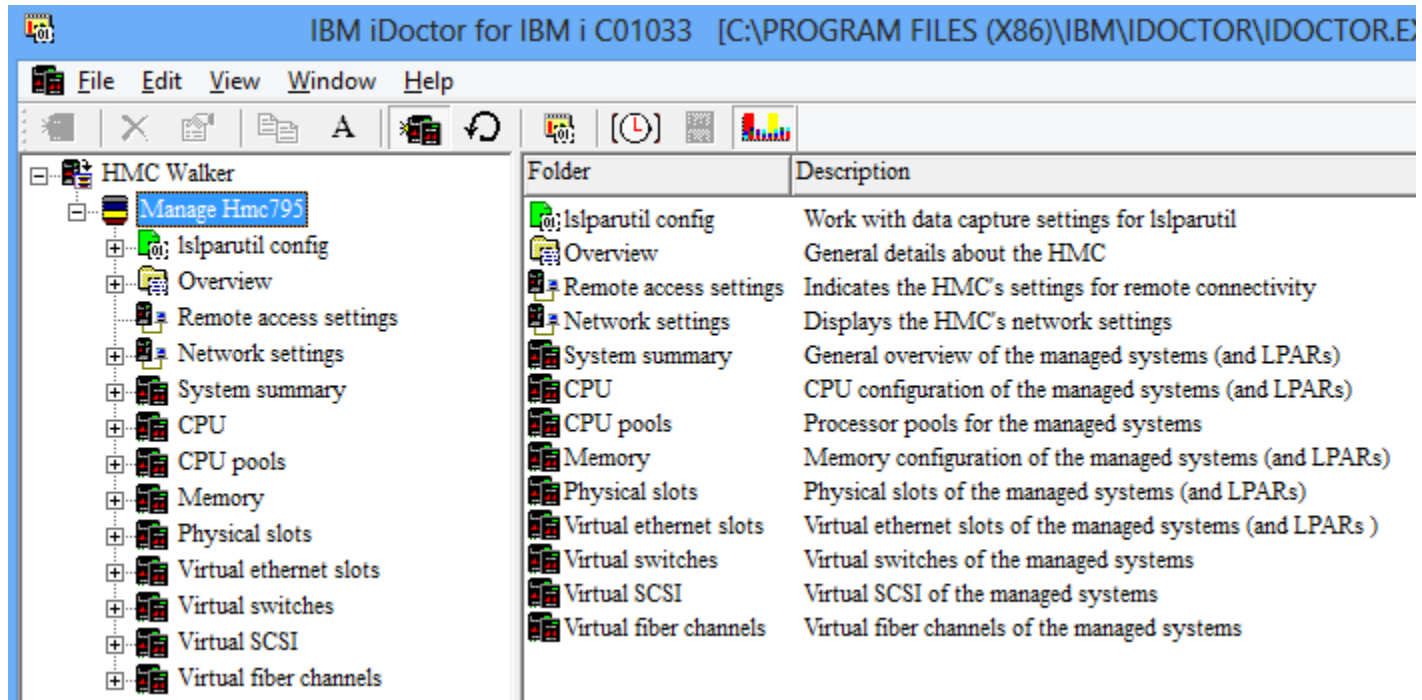 IBM iDoctor for IBM i C01033 [C:\PROGRAM FILES (X86)\IBM\IDOCTOR\IDOCTOR.EX
File Edit View Window Help
A
HMC Walker
Manage Hmc795
lslparutil config
Overview
Remote access settings
Network settings
System summary
CPU
CPU pools
Memory
Physical slots
Virtual ethernet slots
Virtual switches
Virtual SCSI
Virtual fiber channels
Folder Description
lslparutil config Work with data capture settings for lslparutil
Overview General details about the HMC
Remote access settings Indicates the HMC's settings for remote connectivity
Network settings Displays the HMC's network settings
System summary General overview of the managed systems (and LPARs)
CPU CPU configuration of the managed systems (and LPARs)
CPU pools Processor pools for the managed systems
Memory Memory configuration of the managed systems (and LPARs)
Physical slots Physical slots of the managed systems (and LPARs)
Virtual ethernet slots Virtual ethernet slots of the managed systems (and LPARs )
Virtual switches Virtual switches of the managed systems
Virtual SCSI Virtual SCSI of the managed systems
Virtual fiber channels Virtual fiber channels of the managed systems